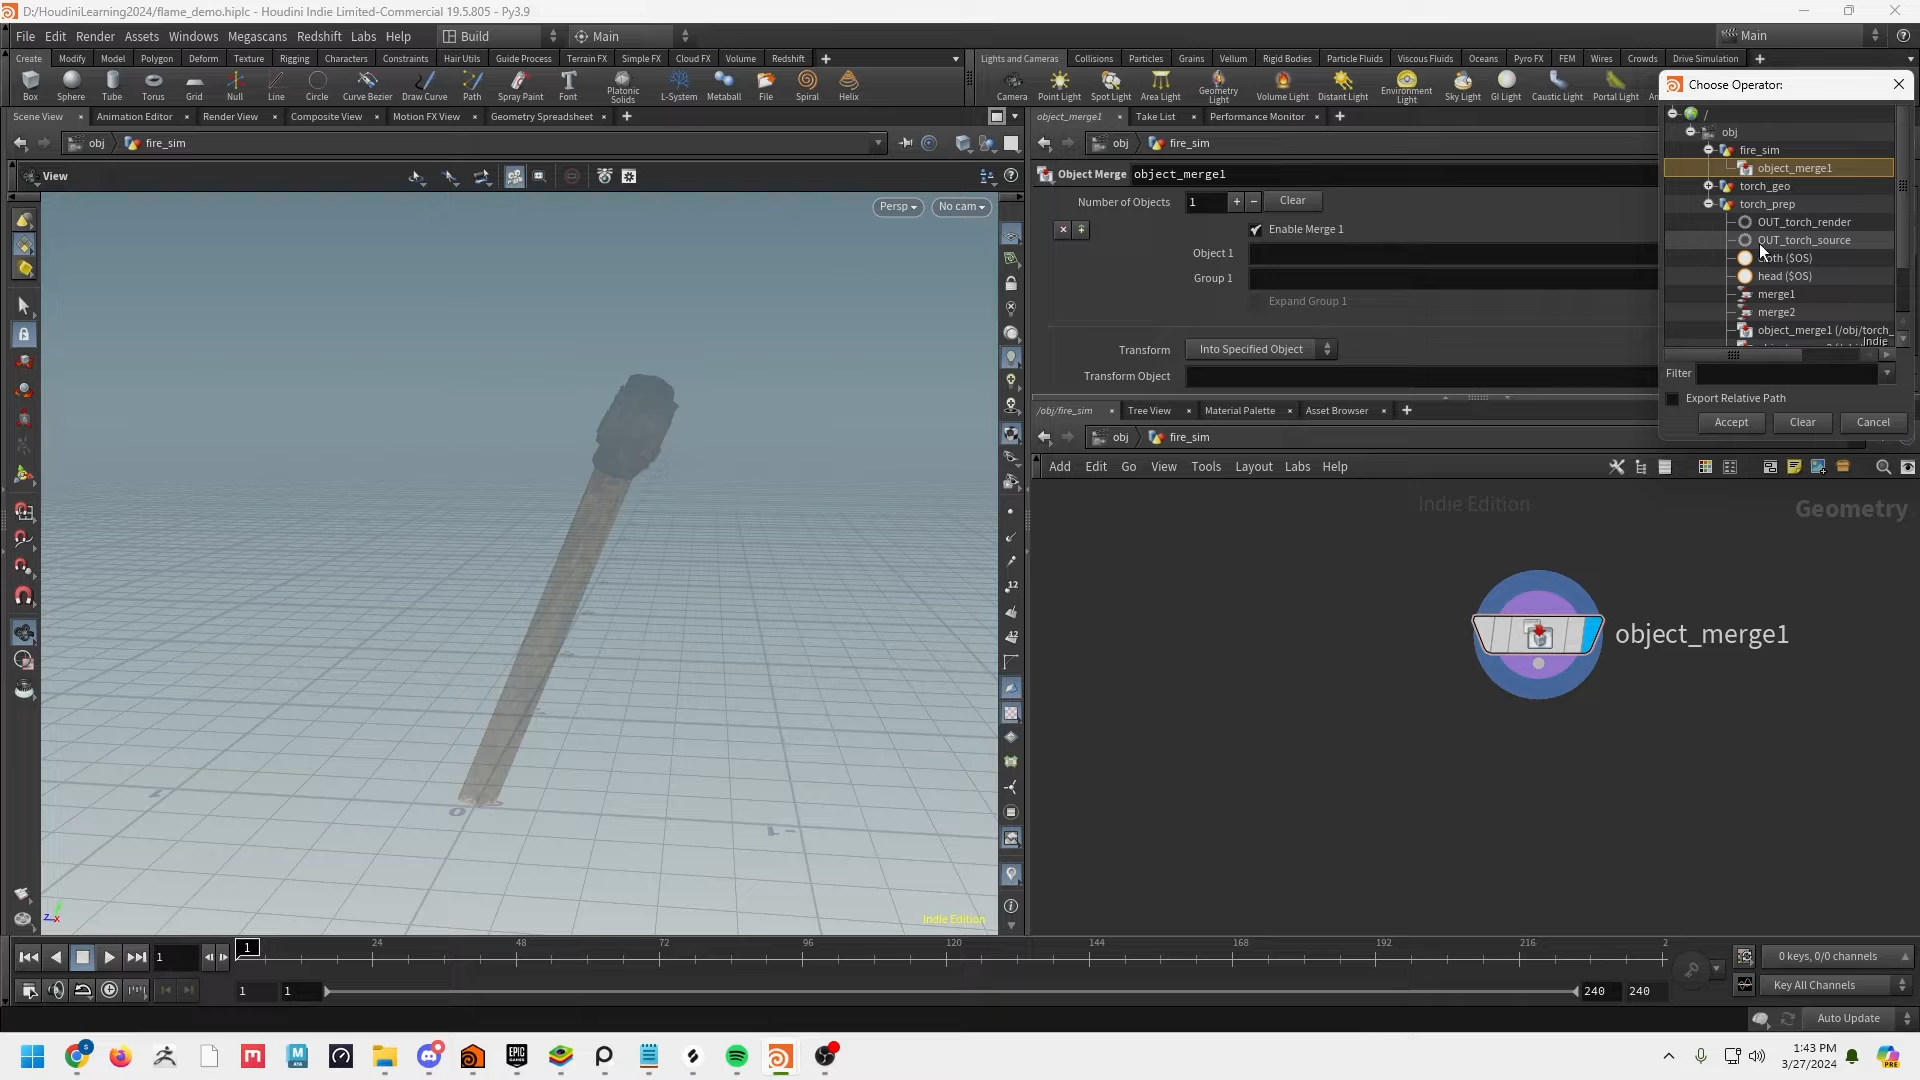 D:/HoudiniLearning2024/flame_demo.hiplc - Houdini Indie Limited-Commercial 19.5.805 - Py3.9
File Edit Render Assets Windows Megascans Redshift Labs Help Build Main Main
Create Modify Model Polygon Deform Texture Rigging Characters Constraints Hair Utils Guide Process Terrain FX Simple FX Cloud FX Volume Redshift
Lights and Cameras Collisions Particles Grains Vellum Rigid Bodies Particle Fluids Viscous Fluids Oceans Pyro FX FEM Wires Crowds Drive Simulation
Box Sphere Tube Torus Grid Null Line Circle Curve Bezier Draw Curve Path Spray Paint Font Platonic Solids L-System Metaball File Spiral Helix
Camera Point Light Spot Light Area Light Geometry Light Volume Light Distant Light Environment Light Sky Light GI Light Caustic Light Portal Light
Scene View Animation Editor Render View Composite View Motion FX View Geometry Spreadsheet
object_merge1 Take List Performance Monitor
obj fire_sim
obj fire_sim
View
Persp No cam
Object Merge object_merge1
Number of Objects 1 Clear
Enable Merge 1
Object 1
Group 1
Expand Group 1
Transform Into Specified Object
Transform Object
Choose Operator:
/
obj
fire_sim
object_merge1
torch_geo
torch_prep
OUT_torch_render
OUT_torch_source
($OS)
head ($OS)
merge1
merge2
object_merge1 (/obj/torch_
Indie
Filter
Export Relative Path
Accept Clear Cancel
/obj/fire_sim Tree View Material Palette Asset Browser
obj fire_sim
Add Edit Go View Tools Layout Labs Help
Indie Edition
Geometry
object_merge1
Indie Edition
1 1 24 48 72 96 120 144 168 192 216 2
0 keys, 0/0 channels
1 1 240 240
Key All Channels
Auto Update
1:43 PM
3/27/2024